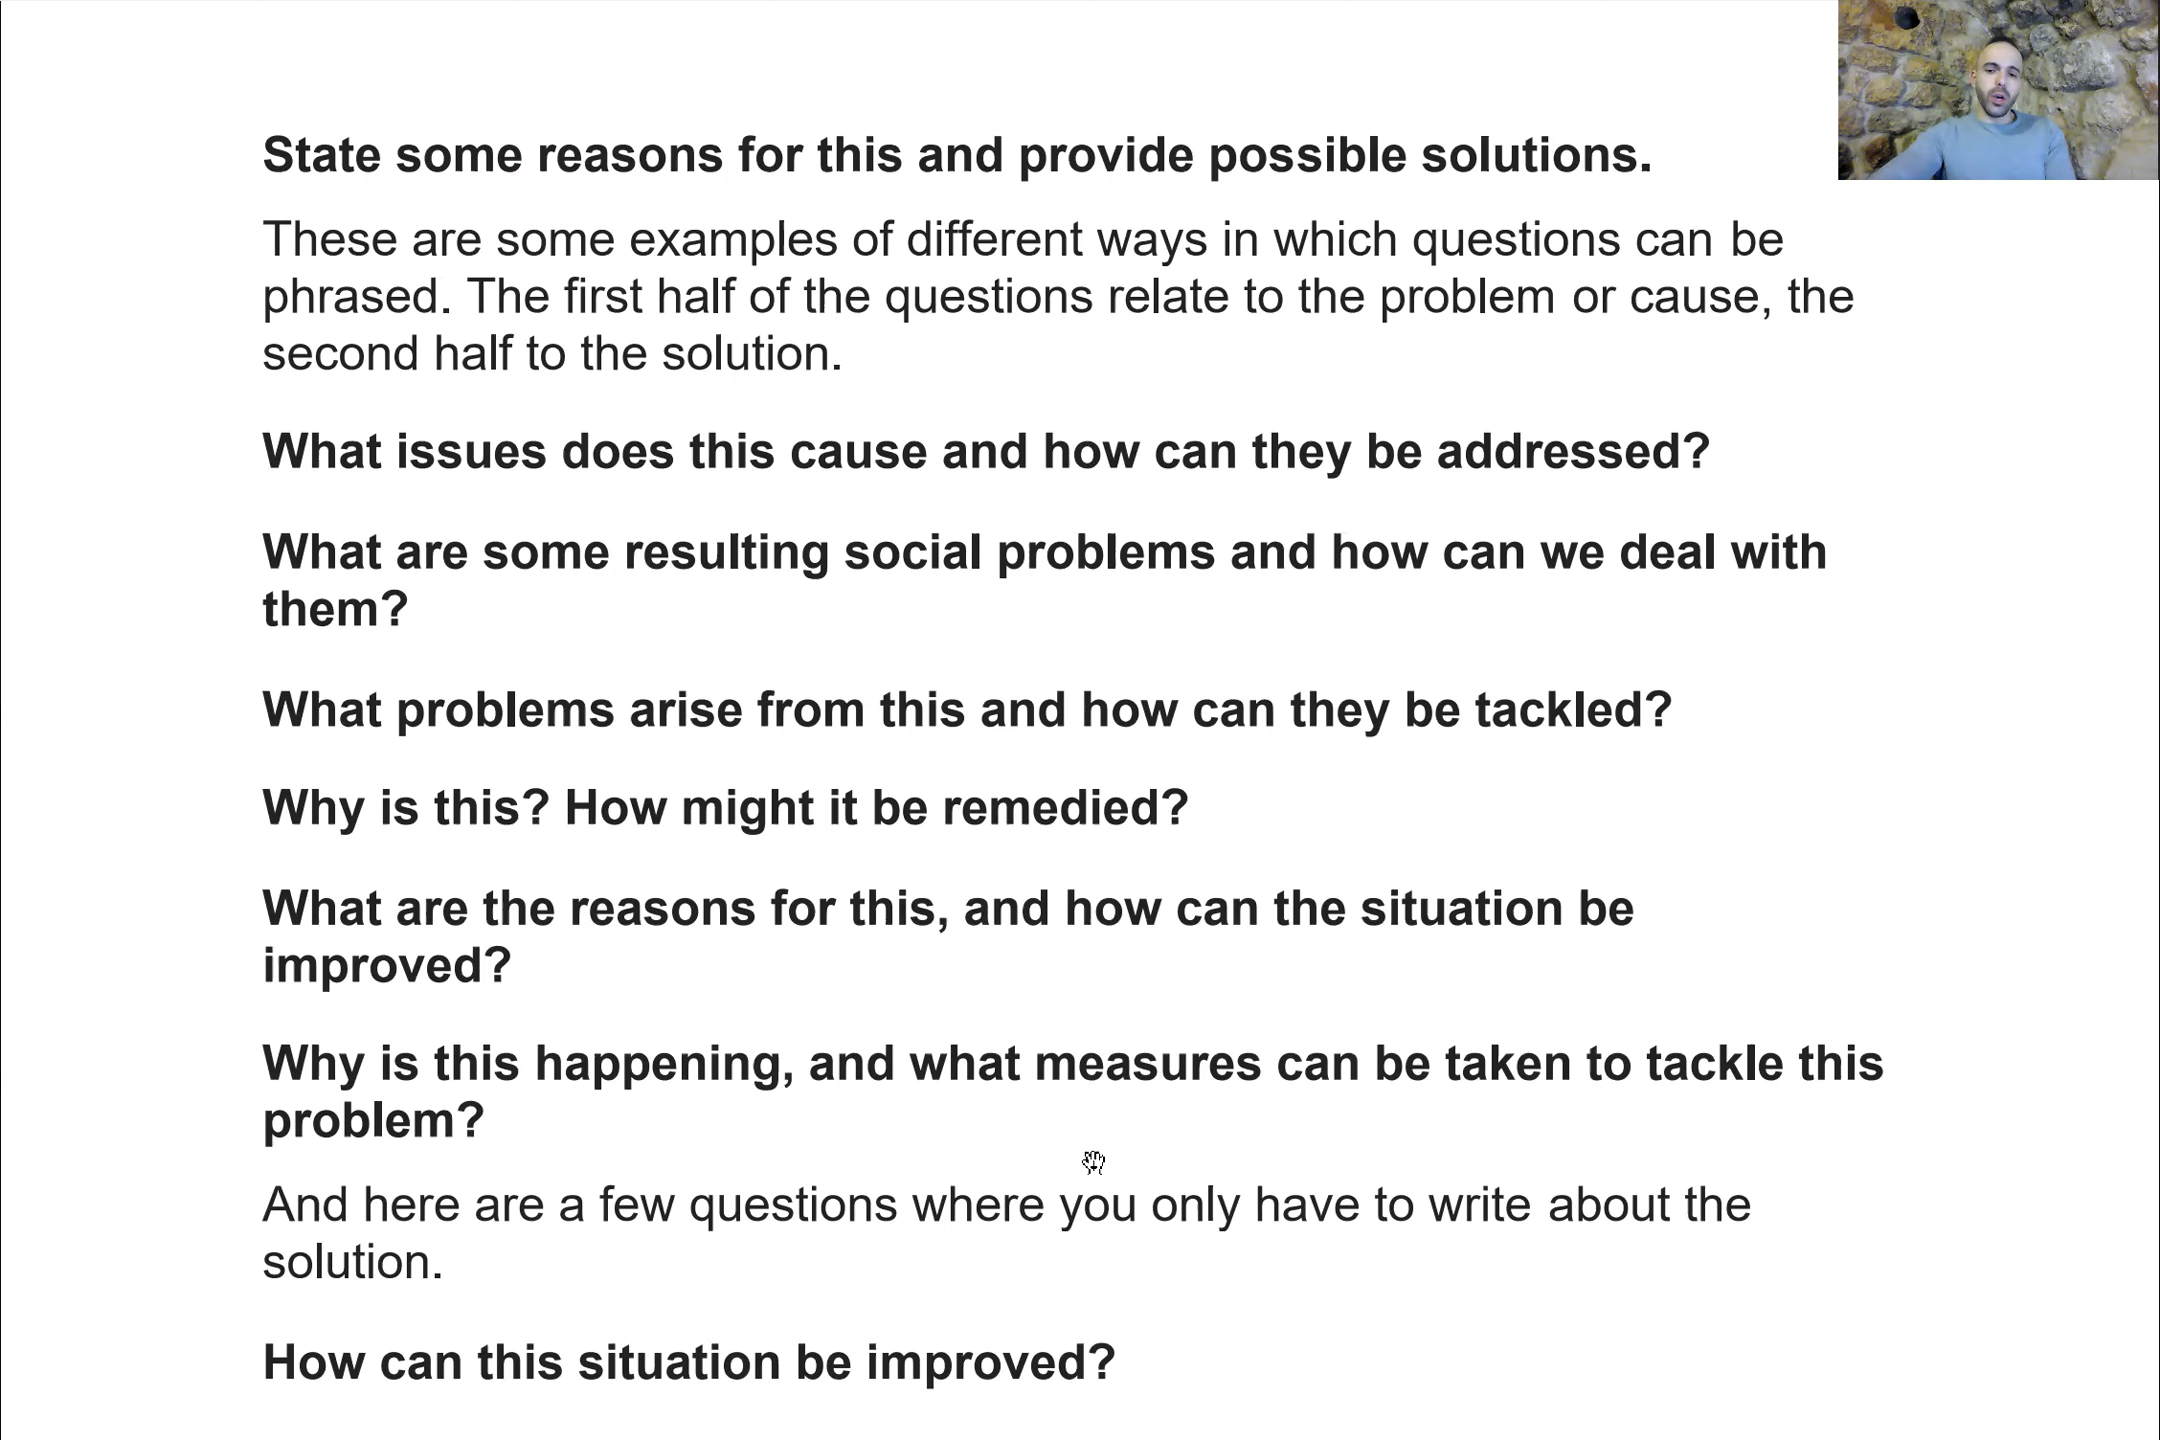 State some reasons for this and provide possible solutions.
These are some examples of different ways in which questions can be
phrased. The first half of the questions relate to the problem or cause, the
second half to the solution.
What issues does this cause and how can they be addressed?
What are some resulting social problems and how can we deal with
them?
What problems arise from this and how can they be tackled?
Why is this? How might it be remedied?
What are the reasons for this, and how can the situation be
improved?
Why is this happening, and what measures can be taken to tackle this
problem?
And here are a few questions where you only have to write about the
solution.
How can this situation be improved?